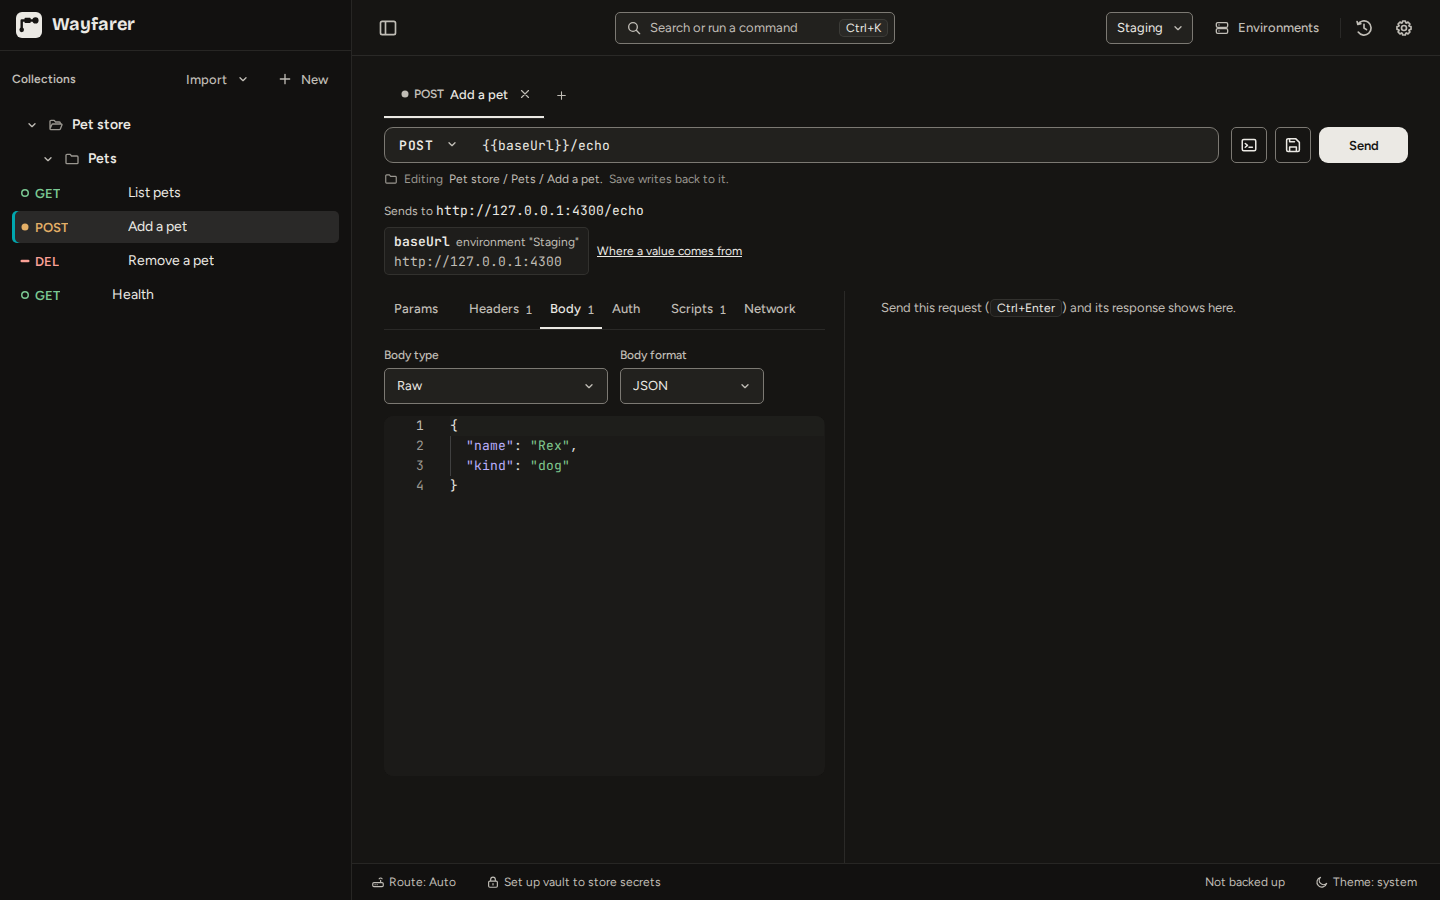 Wayfarer
Search or run a command Ctrl+K
Staging
Environments
Collections
Import
New
Pet store
Pets
GET List pets
POST Add a pet
DEL Remove a pet
GET Health
POST Add a pet
POST {{baseUrl}}/echo
Send
Editing Pet store / Pets / Add a pet. Save writes back to it.
Sends to http://127.0.0.1:4300/echo
baseUrl environment "Staging"
http://127.0.0.1:4300
Where a value comes from
Params Headers 1 Body 1 Auth Scripts 1 Network
Body type Body format
Raw JSON
1 {
2 "name": "Rex",
3 "kind": "dog"
4 }
Send this request (Ctrl+Enter) and its response shows here.
Route: Auto
Set up vault to store secrets
Not backed up
Theme: system